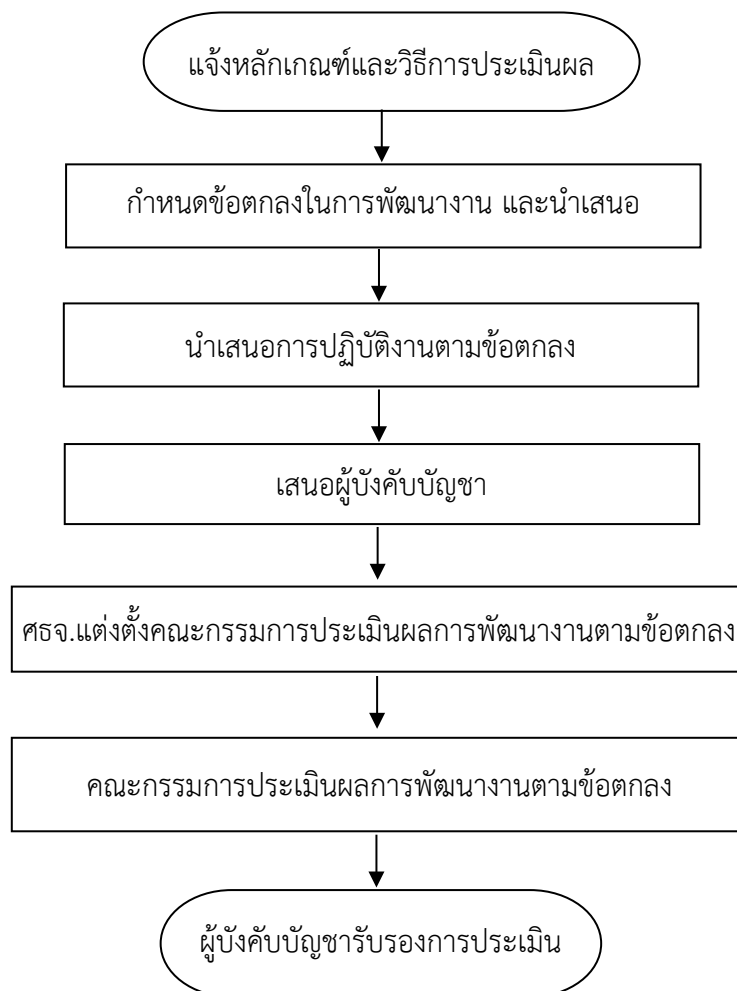 แจ้งหลักเกณฑ์และวิธีการประเมินผล
กำหนดข้อตกลงในการพัฒนางาน และนำเสนอ
นำเสนอการปฏิบัติงานตามข้อตกลง
เสนอผู้บังคับบัญชา
ศธจ.แต่งตั้งคณะกรรมการประเมินผลการพัฒนางานตามข้อตกลง
คณะกรรมการประเมินผลการพัฒนางานตามข้อตกลง
ผู้บังคับบัญชารับรองการประเมิน